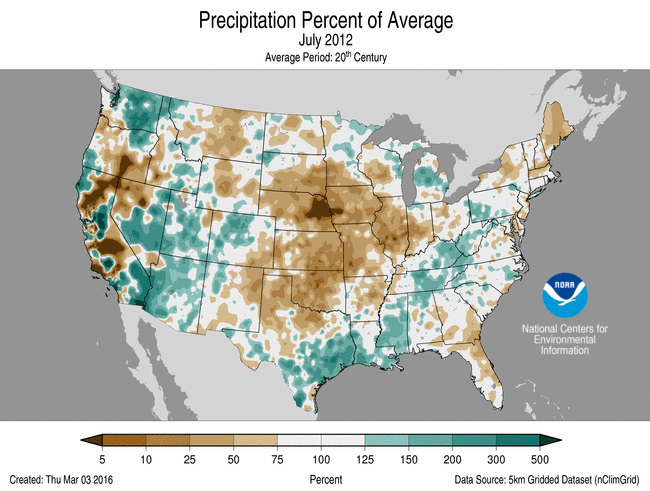 Precipitation Percent of Average
July 2012
Average Period: 20th Century
NOAA
National Centers for
Environmental
Information
5 10 25 50 75 100 125 150 200 300 500
Created: Thu Mar 03 2016 Percent Data Source: 5km Gridded Dataset (nClimGrid)